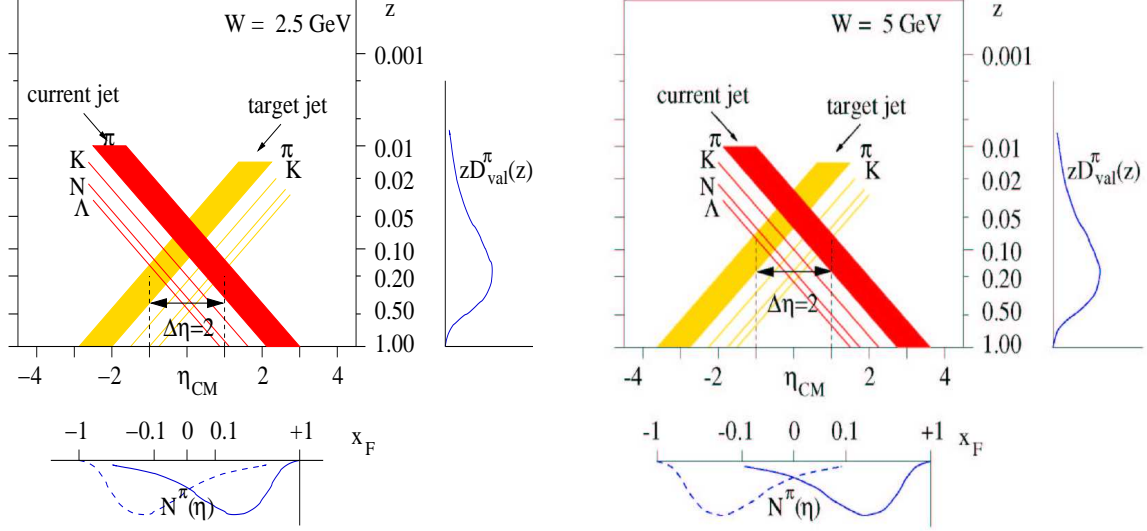 W = 2.5 GeV
z
0.001
current jet
target jet
π
π
K
K
N
Λ
0.01
0.02
0.05
0.10
0.20
0.50
1.00
zD^π_val(z)
Δη=2
−4 −2 2 4
η_CM
−1 −0.1 0 0.1 +1 x_F
N^π(η)
W = 5 GeV
z
0.001
current jet
target jet
π
π
K
K
N
Λ
0.01
0.02
0.05
0.10
0.20
0.50
1.00
zD^π_val(z)
Δη=2
-4 -2 2 4
η_CM
-1 -0.1 0 0.1 +1 x_F
N^π(η)